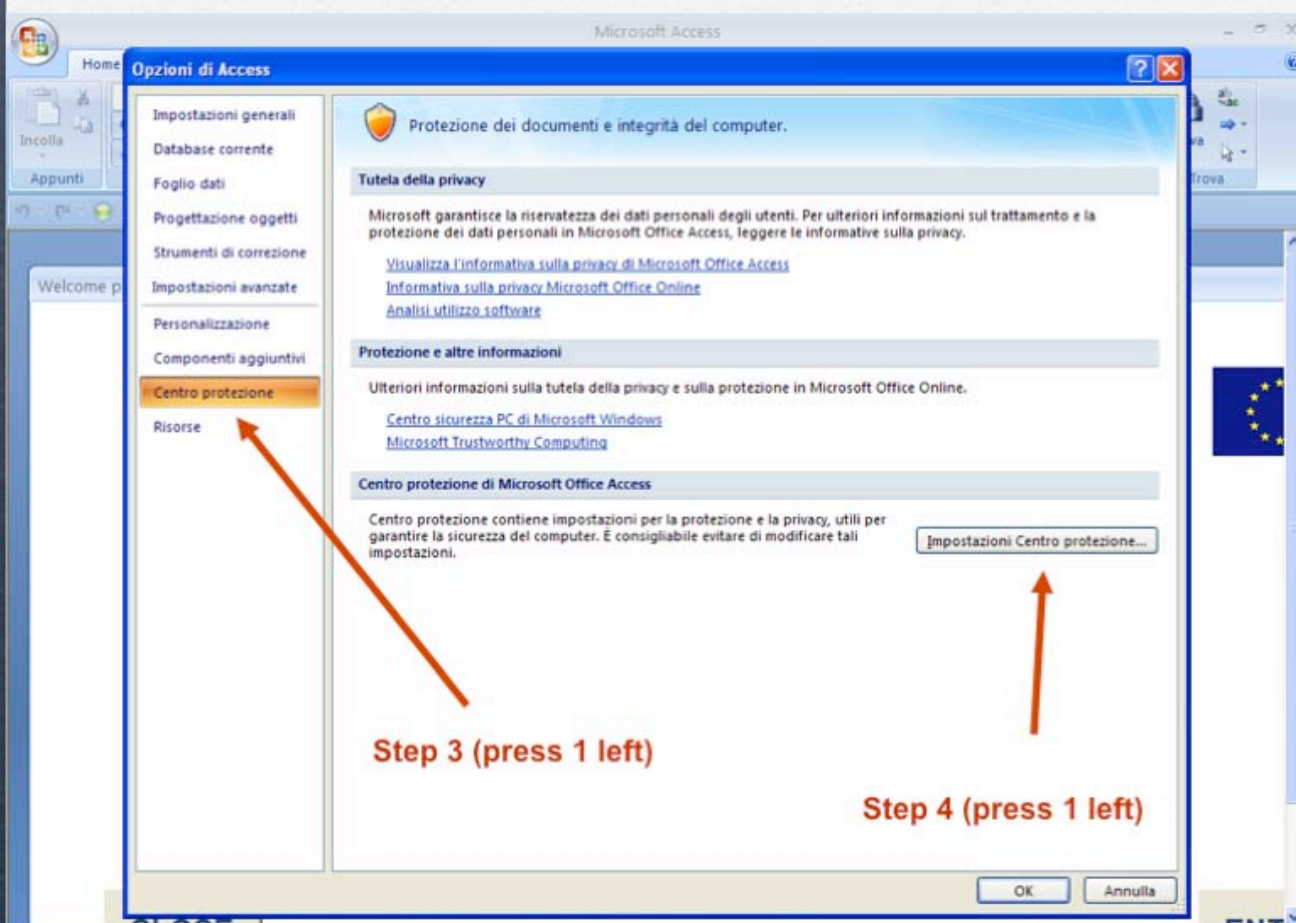 Microsoft Access
Home
Opzioni di Access
Incolla
Appunti
Trova
Welcome
Impostazioni generali
Database corrente
Foglio dati
Progettazione oggetti
Strumenti di correzione
Impostazioni avanzate
Personalizzazione
Componenti aggiuntivi
Centro protezione
Risorse
Protezione dei documenti e integrità del computer.
Tutela della privacy
Microsoft garantisce la riservatezza dei dati personali degli utenti. Per ulteriori informazioni sul trattamento e la
protezione dei dati personali in Microsoft Office Access, leggere le informative sulla privacy.
Visualizza l'informativa sulla privacy di Microsoft Office Access
Informativa sulla privacy Microsoft Office Online
Analisi utilizzo software
Protezione e altre informazioni
Ulteriori informazioni sulla tutela della privacy e sulla protezione in Microsoft Office Online.
Centro sicurezza PC di Microsoft Windows
Microsoft Trustworthy Computing
Centro protezione di Microsoft Office Access
Centro protezione contiene impostazioni per la protezione e la privacy, utili per
garantire la sicurezza del computer. È consigliabile evitare di modificare tali
impostazioni.
Impostazioni Centro protezione...
Step 3 (press 1 left)
Step 4 (press 1 left)
OK
Annulla